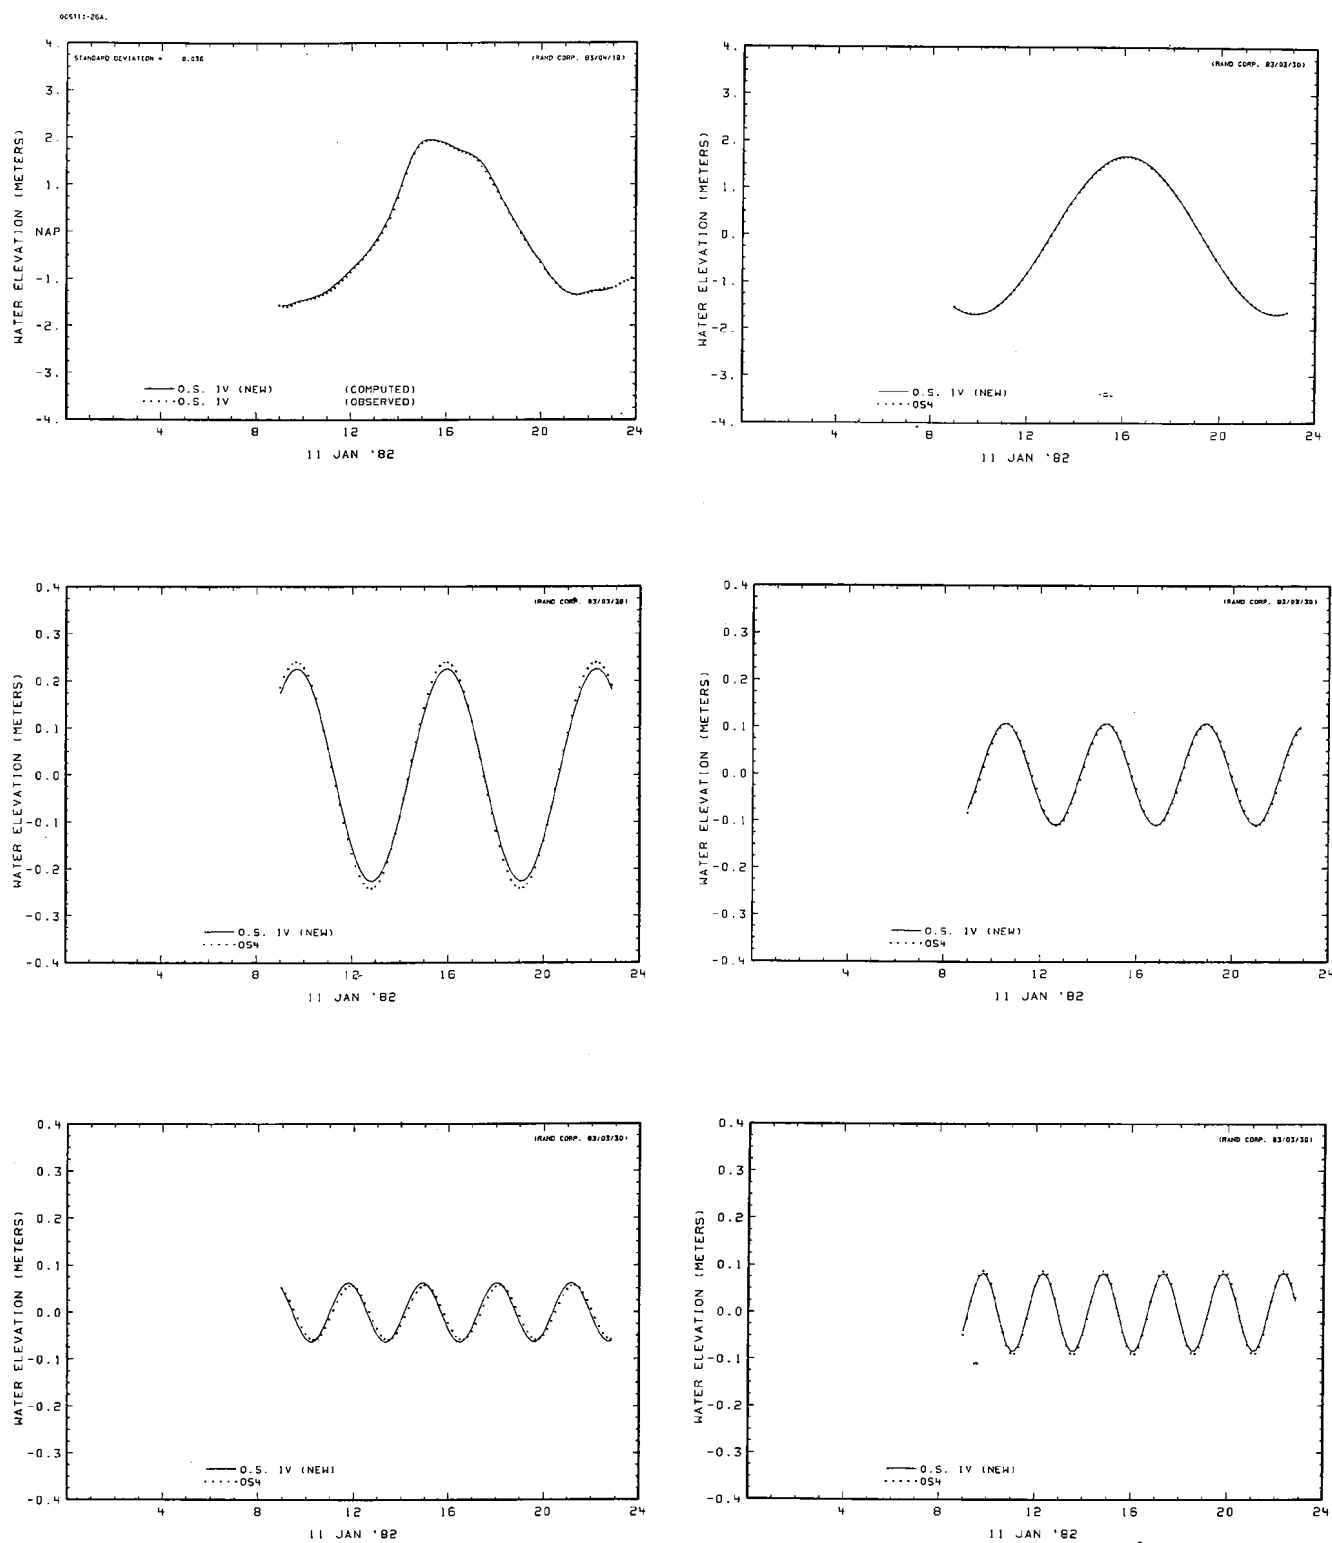 OCS111-26A.
STANDARD DEVIATION = 0.036
(RAND CORP. 83/04/18)
WATER ELEVATION (METERS)
4.
3.
2.
1.
NAP
-1.
-2.
-3.
-4.
O.S. IV (NEW) (COMPUTED)
O.S. IV (OBSERVED)
4 8 12 16 20 24
11 JAN '82
(RAND CORP. 83/03/30)
WATER ELEVATION (METERS)
4.
3.
2.
1.
0.
-1.
-2.
-3.
-4.
O.S. IV (NEW)
OS4
4 8 12 16 20 24
11 JAN '82
(RAND CORP. 83/03/30)
WATER ELEVATION (METERS)
0.4
0.3
0.2
0.1
0.0
-0.1
-0.2
-0.3
-0.4
O.S. IV (NEW)
OS4
4 8 12 16 20 24
11 JAN '82
(RAND CORP. 83/03/30)
WATER ELEVATION (METERS)
0.4
0.3
0.2
0.1
0.0
-0.1
-0.2
-0.3
-0.4
O.S. IV (NEW)
OS4
4 8 12 16 20 24
11 JAN '82
(RAND CORP. 83/03/30)
WATER ELEVATION (METERS)
0.4
0.3
0.2
0.1
0.0
-0.1
-0.2
-0.3
-0.4
O.S. IV (NEW)
OS4
4 8 12 16 20 24
11 JAN '82
(RAND CORP. 83/03/30)
WATER ELEVATION (METERS)
0.4
0.3
0.2
0.1
0.0
-0.1
-0.2
-0.3
-0.4
O.S. IV (NEW)
OS4
4 8 12 16 20 24
11 JAN '82